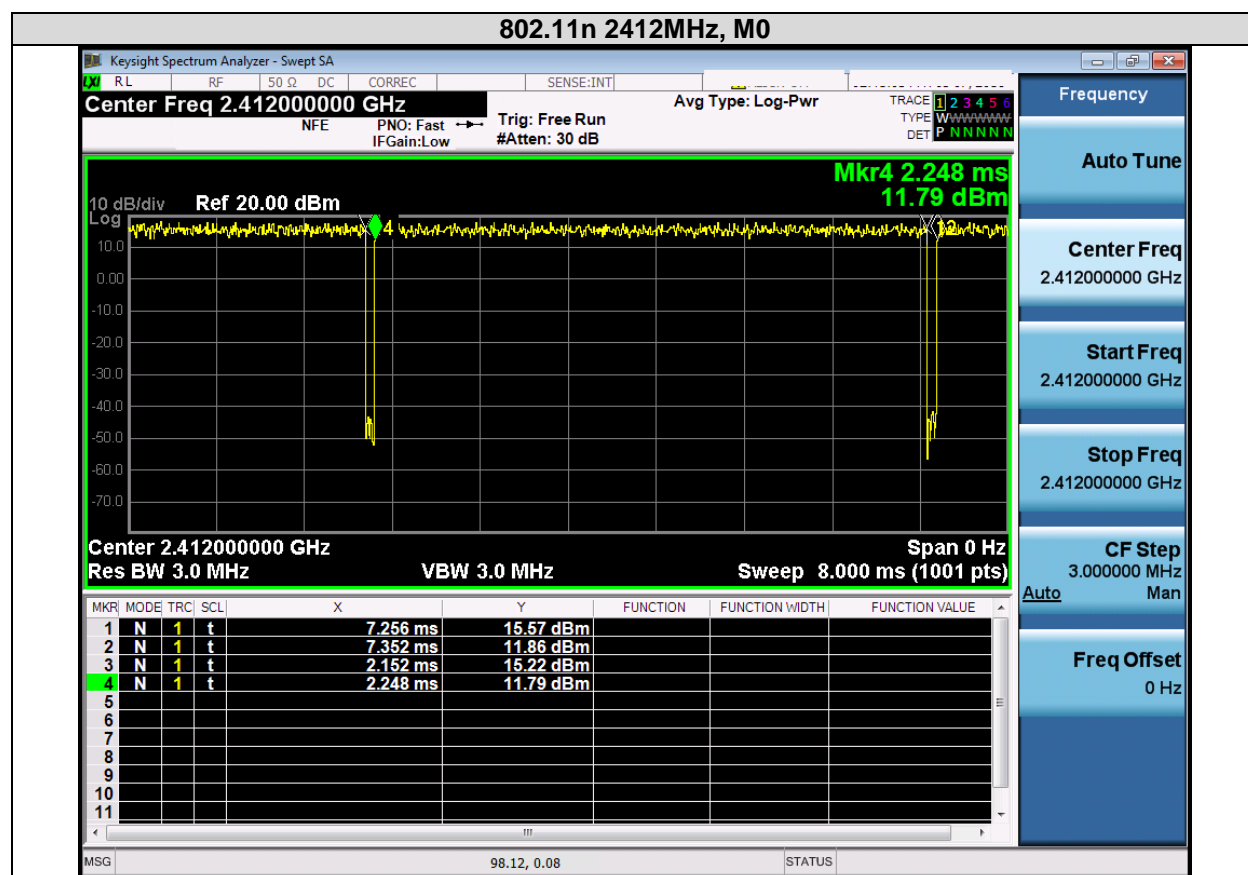 802.11n 2412MHz, M0
Keysight Spectrum Analyzer - Swept SA
LXI RL RF 50 Ω DC CORREC SENSE:INT
Center Freq 2.412000000 GHz
NFE PNO: Fast IFGain:Low
Trig: Free Run
#Atten: 30 dB
Avg Type: Log-Pwr
TRACE 1 2 3 4 5 6
TYPE WWWWWW
DET P N N N N N
Mkr4 2.248 ms
11.79 dBm
10 dB/div Ref 20.00 dBm
Log
10.0
0.00
-10.0
-20.0
-30.0
-40.0
-50.0
-60.0
-70.0
4
12
Center 2.412000000 GHz Span 0 Hz
Res BW 3.0 MHz VBW 3.0 MHz Sweep 8.000 ms (1001 pts)
MKR MODE TRC SCL X Y FUNCTION FUNCTION WIDTH FUNCTION VALUE
1 N 1 t 7.256 ms 15.57 dBm
2 N 1 t 7.352 ms 11.86 dBm
3 N 1 t 2.152 ms 15.22 dBm
4 N 1 t 2.248 ms 11.79 dBm
5
6
7
8
9
10
11
MSG 98.12, 0.08 STATUS
Frequency
Auto Tune
Center Freq
2.412000000 GHz
Start Freq
2.412000000 GHz
Stop Freq
2.412000000 GHz
CF Step
3.000000 MHz
Auto Man
Freq Offset
0 Hz